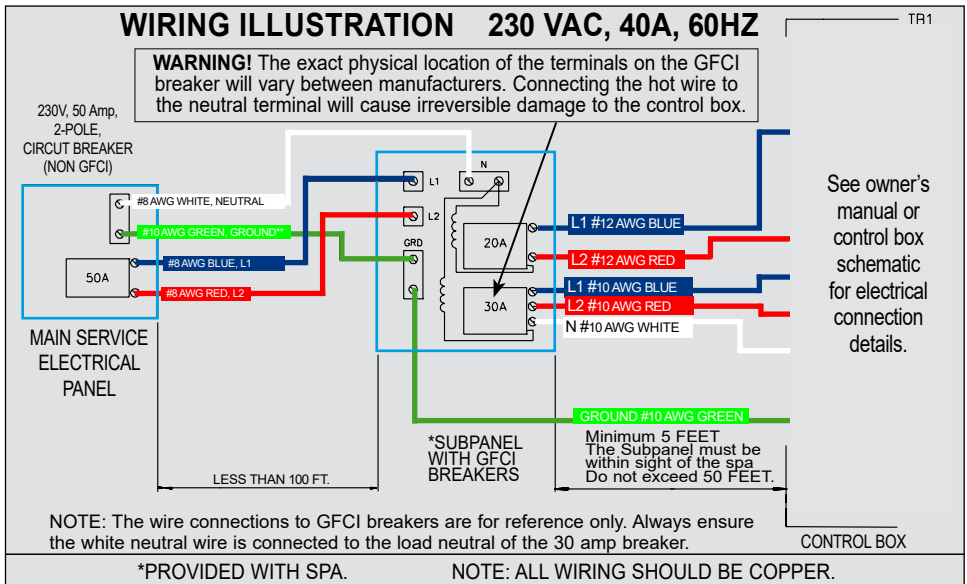 WIRING ILLUSTRATION 230 VAC, 40A, 60HZ
TB1
WARNING! The exact physical location of the terminals on the GFCI
breaker will vary between manufacturers. Connecting the hot wire to
the neutral terminal will cause irreversible damage to the control box.
230V, 50 Amp,
2-POLE,
CIRCUT BREAKER
(NON GFCI)
#8 AWG WHITE, NEUTRAL
#10 AWG GREEN, GROUND**
50A
#8 AWG BLUE, L1
#8 AWG RED, L2
MAIN SERVICE
ELECTRICAL
PANEL
N
L1
L2
GRD
20A
30A
L1 #12 AWG BLUE
L2 #12 AWG RED
L1 #10 AWG BLUE
L2 #10 AWG RED
N #10 AWG WHITE
GROUND #10 AWG GREEN
See owner's
manual or
control box
schematic
for electrical
connection
details.
*SUBPANEL
WITH GFCI
BREAKERS
Minimum 5 FEET
The Subpanel must be
within sight of the spa
Do not exceed 50 FEET.
LESS THAN 100 FT.
NOTE: The wire connections to GFCI breakers are for reference only. Always ensure
the white neutral wire is connected to the load neutral of the 30 amp breaker.
CONTROL BOX
*PROVIDED WITH SPA. NOTE: ALL WIRING SHOULD BE COPPER.